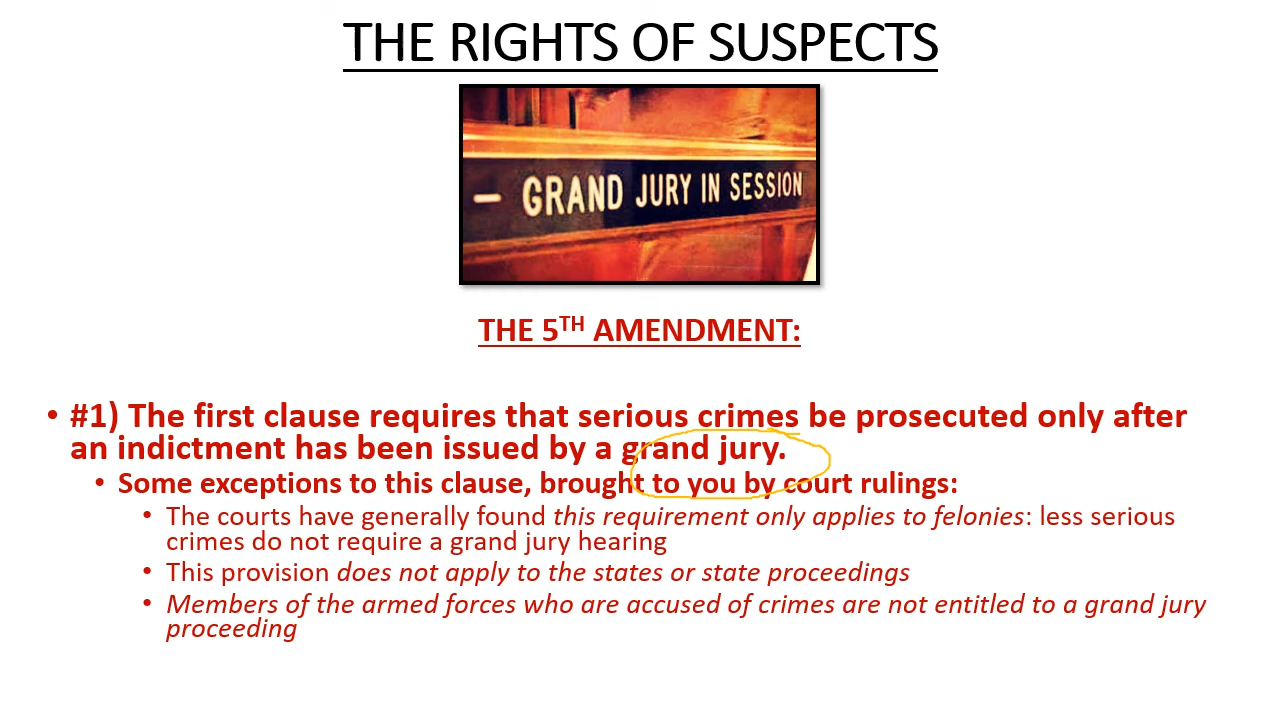 THE RIGHTS OF SUSPECTS
– GRAND JURY IN SESSION
THE 5TH AMENDMENT:
• #1) The first clause requires that serious crimes be prosecuted only after
an indictment has been issued by a grand jury.
• Some exceptions to this clause, brought to you by court rulings:
• The courts have generally found this requirement only applies to felonies: less serious
crimes do not require a grand jury hearing
• This provision does not apply to the states or state proceedings
• Members of the armed forces who are accused of crimes are not entitled to a grand jury
proceeding